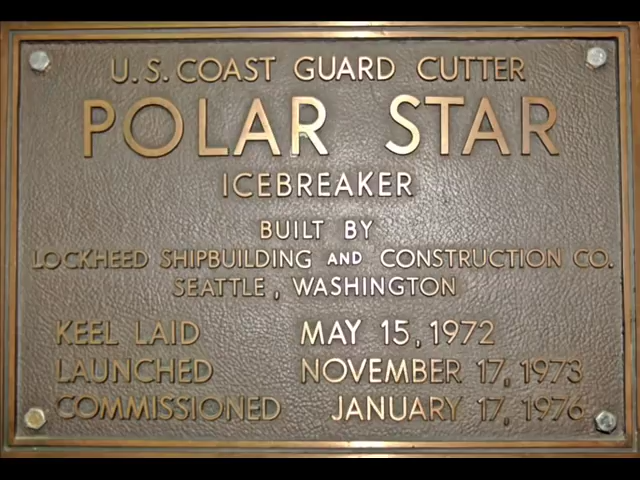 U.S. COAST GUARD CUTTER
POLAR STAR
ICEBREAKER
BUILT BY
LOCKHEED SHIPBUILDING AND CONSTRUCTION CO.
SEATTLE, WASHINGTON
KEEL LAID MAY 15, 1972
LAUNCHED NOVEMBER 17, 1973
COMMISSIONED JANUARY 17, 1976